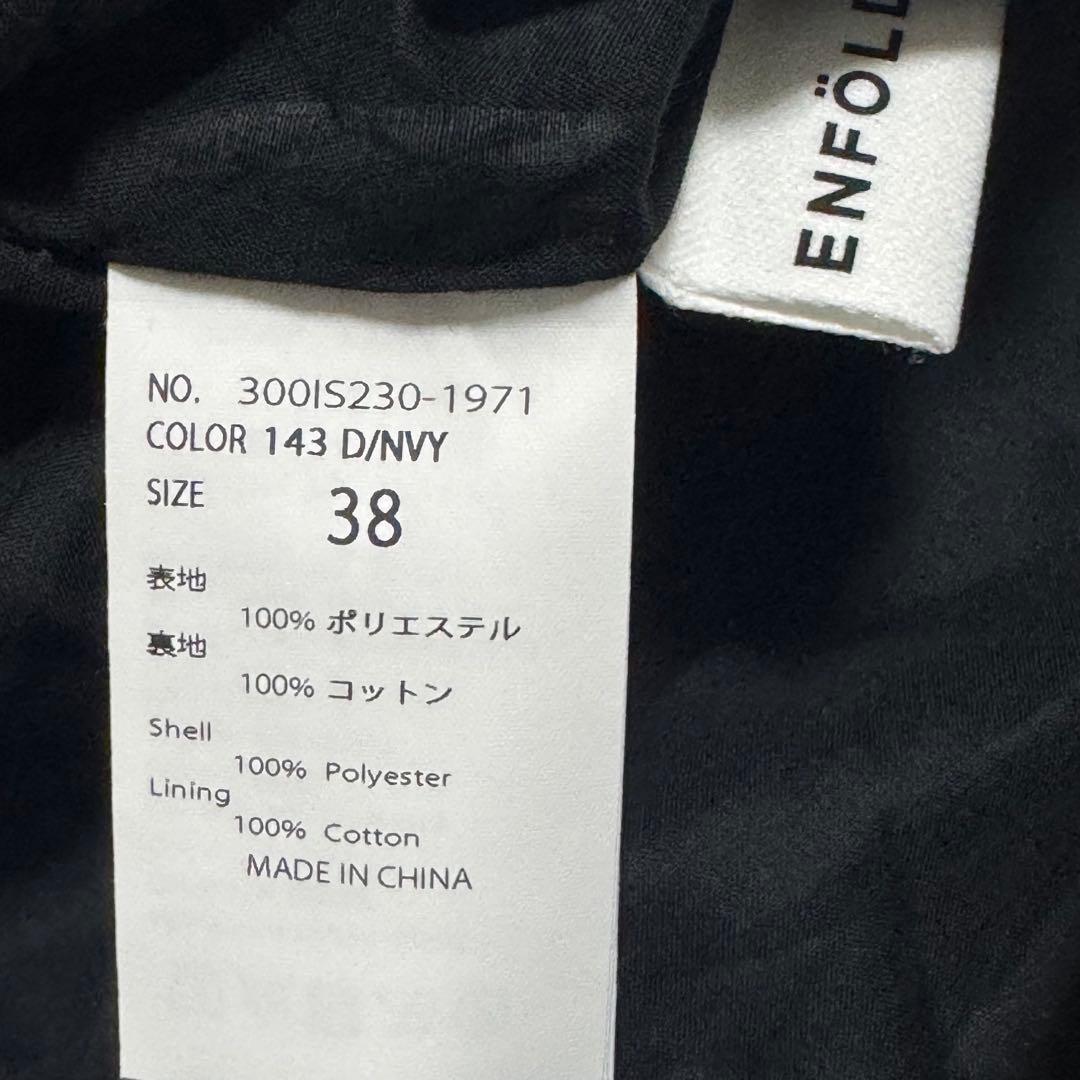 ENFÖLD
NO. 300IS230-1971
COLOR 143 D/NVY
SIZE 38
表地
100% ポリエステル
裏地
100% コットン
Shell
100% Polyester
Lining
100% Cotton
MADE IN CHINA